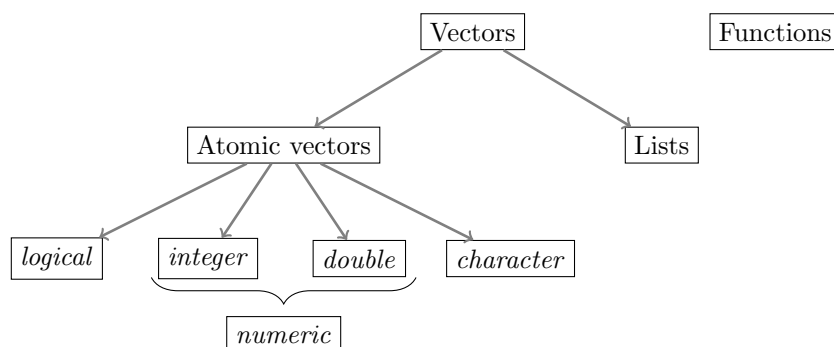 Vectors
Functions
Atomic vectors
Lists
logical
integer
double
character
numeric